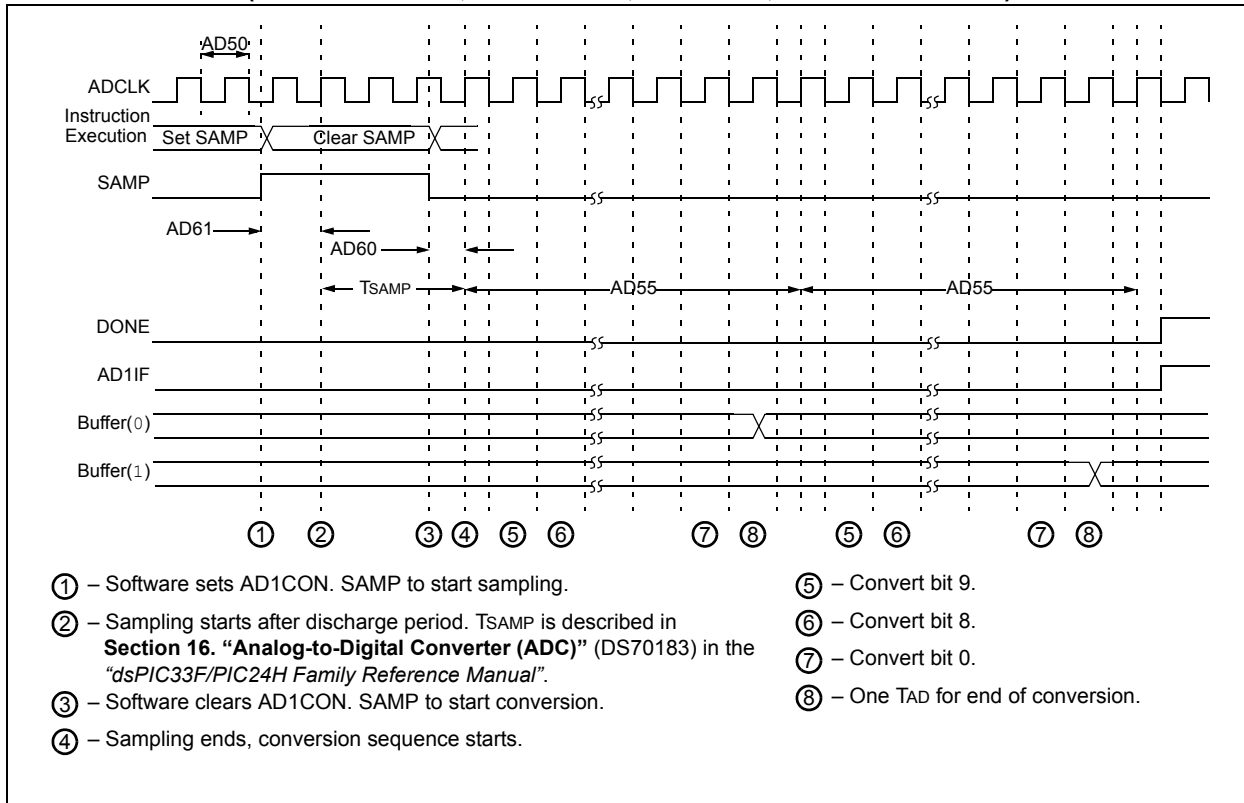 AD50
ADCLK
Instruction
Execution
Set SAMP
Clear SAMP
SAMP
AD61
AD60
TSAMP
AD55
AD55
DONE
AD1IF
Buffer(0)
Buffer(1)
1 2 3 4 5 6 7 8 5 6 7 8
1 – Software sets AD1CON. SAMP to start sampling.
2 – Sampling starts after discharge period. TSAMP is described in
Section 16. “Analog-to-Digital Converter (ADC)” (DS70183) in the
“dsPIC33F/PIC24H Family Reference Manual”.
3 – Software clears AD1CON. SAMP to start conversion.
4 – Sampling ends, conversion sequence starts.
5 – Convert bit 9.
6 – Convert bit 8.
7 – Convert bit 0.
8 – One TAD for end of conversion.